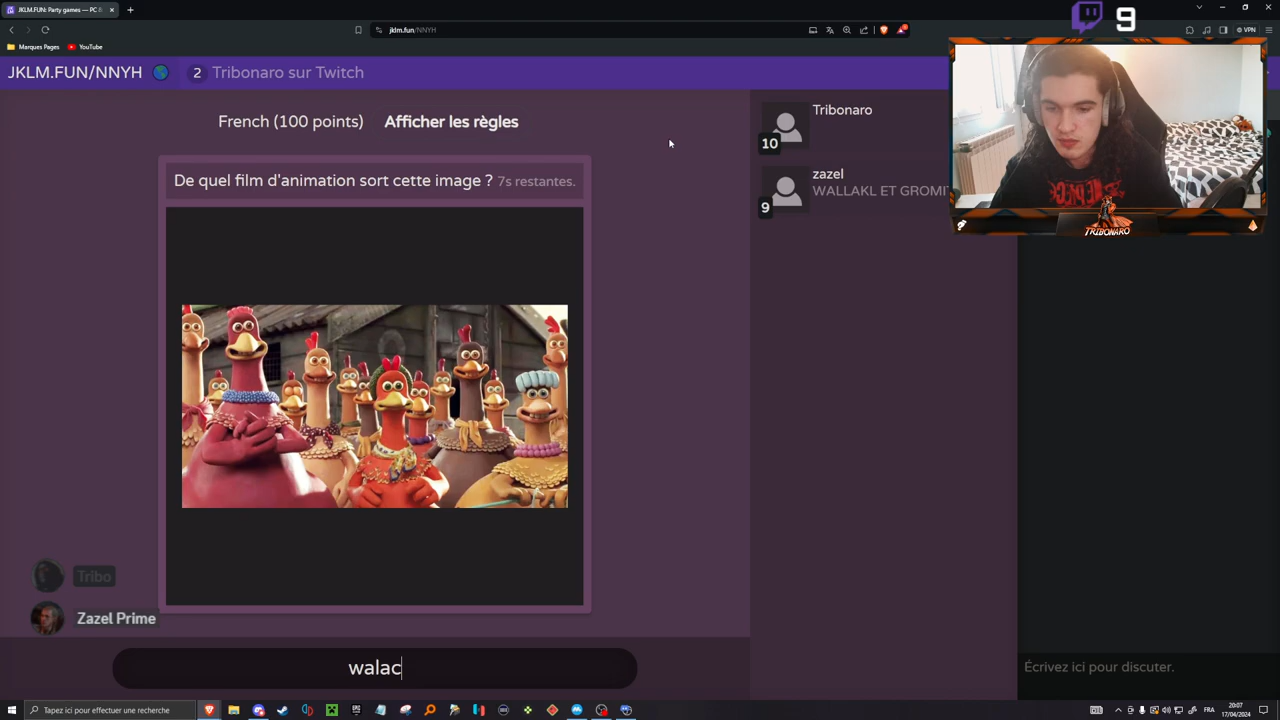 JKLM.FUN: Party games — PC &
jklm.fun/NNYH
VPN
Marques Pages
YouTube
9
JKLM.FUN/NNYH
2
Tribonaro sur Twitch
French (100 points)
Afficher les règles
De quel film d'animation sort cette image ? 7s restantes.
Tribonaro
10
zazel
WALLAKL ET GROMIT
9
TRIBONARO
Tribo
Zazel Prime
walac
Écrivez ici pour discuter.
Tapez ici pour effectuer une recherche
FRA
20:07
17/04/2024